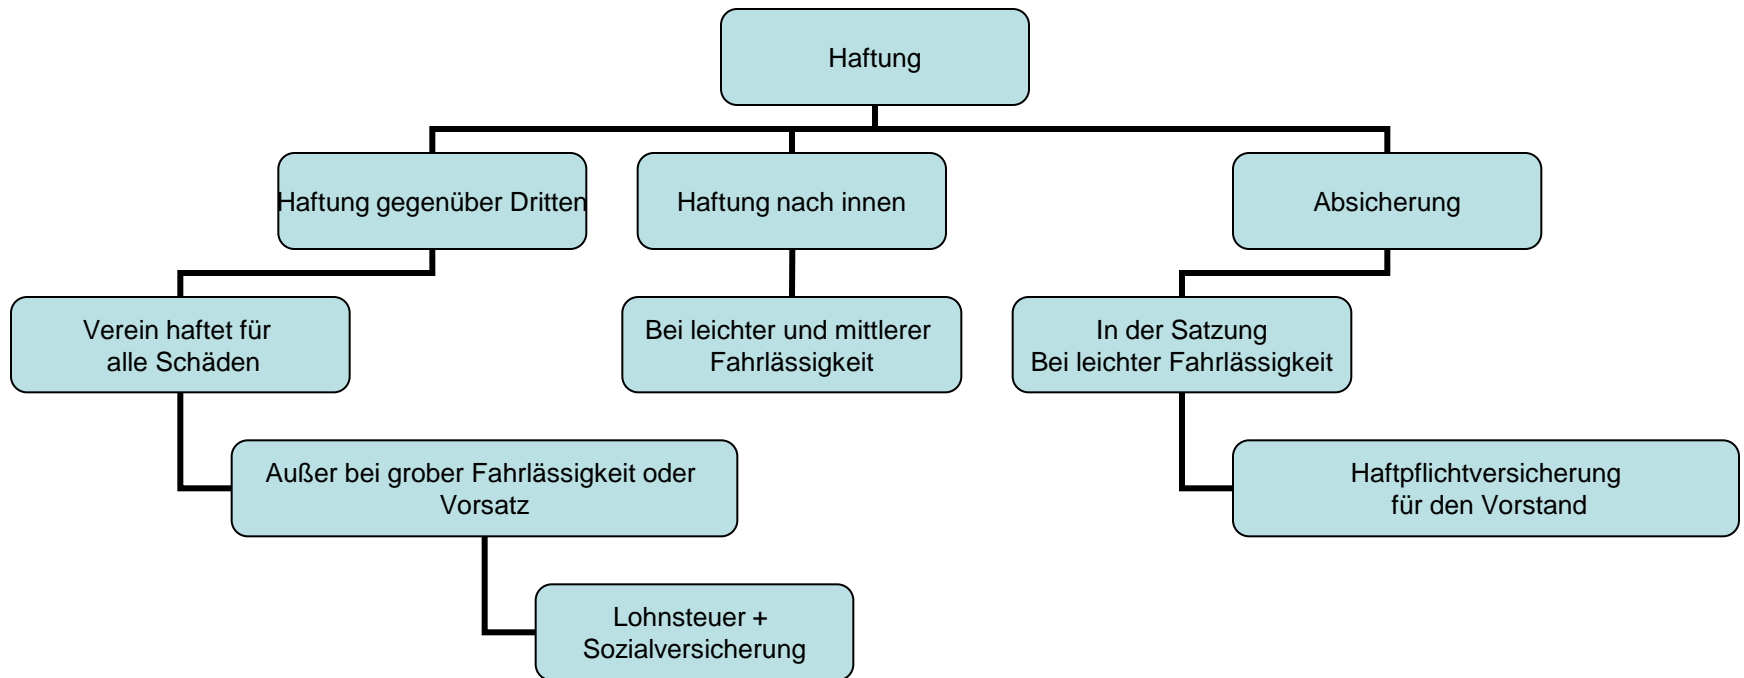 Haftung
Haftung gegenüber Dritten
Haftung nach innen
Absicherung
Verein haftet für
alle Schäden
Bei leichter und mittlerer
Fahrlässigkeit
In der Satzung
Bei leichter Fahrlässigkeit
Außer bei grober Fahrlässigkeit oder
Vorsatz
Haftpflichtversicherung
für den Vorstand
Lohnsteuer +
Sozialversicherung